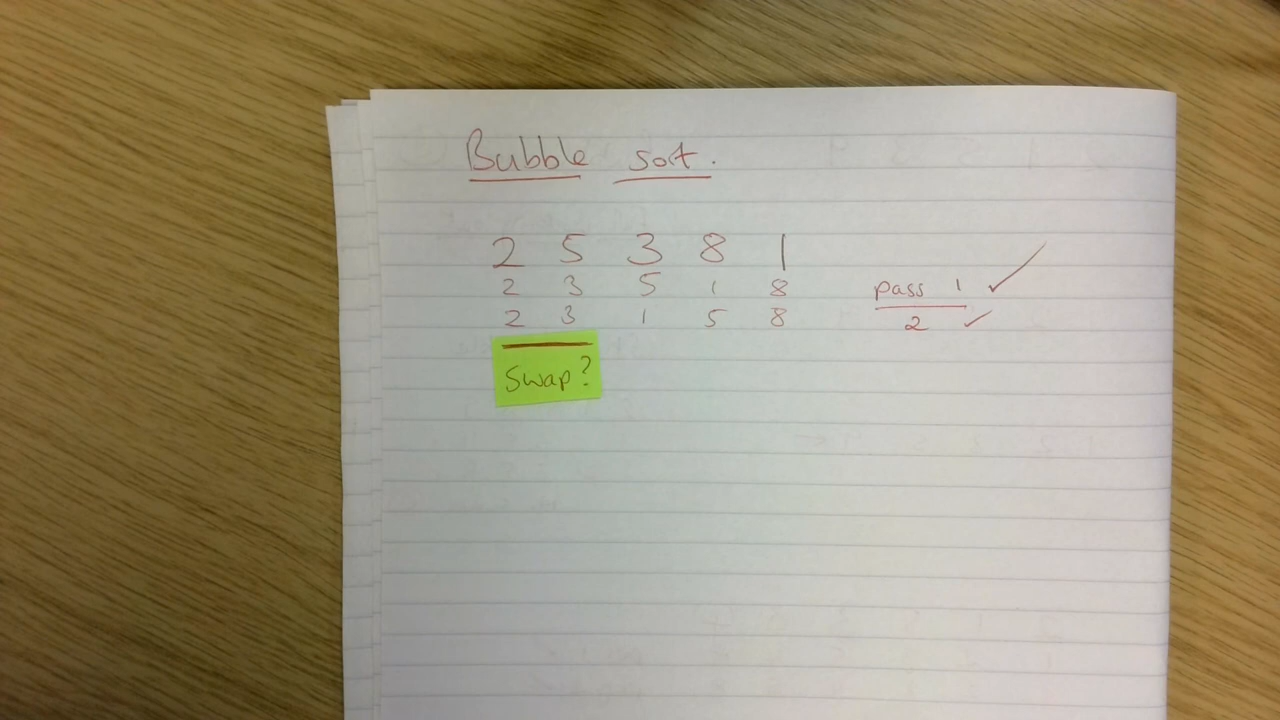 Bubble sort.
2 5 3 8 1
2 3 5 1 8 pass 1 ✓
2 3 1 5 8 2 ✓
Swap?